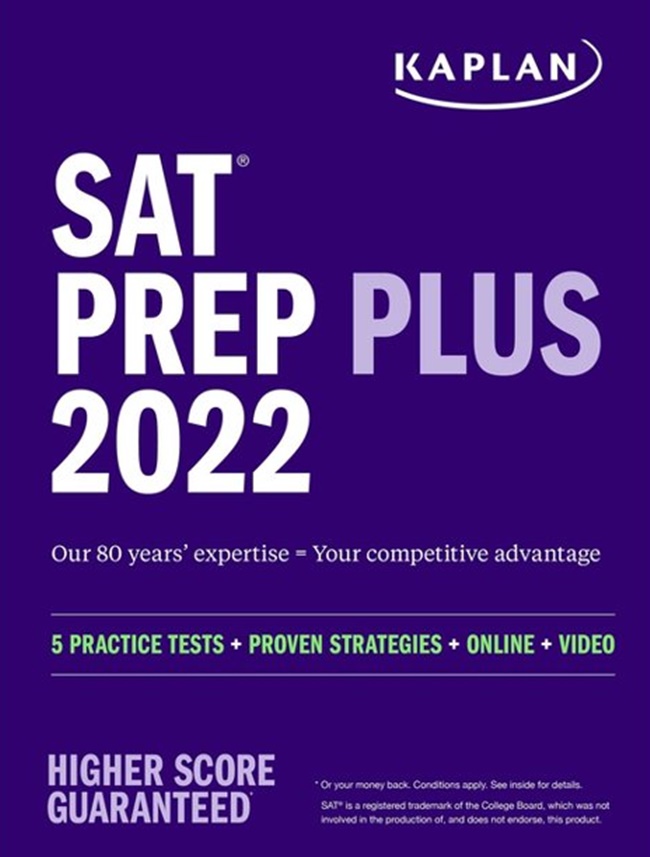 KAPLAN
SAT®
PREP PLUS
2022
Our 80 years’ expertise = Your competitive advantage
5 PRACTICE TESTS + PROVEN STRATEGIES + ONLINE + VIDEO
HIGHER SCORE
GUARANTEED*
* Or your money back. Conditions apply. See inside for details.
SAT® is a registered trademark of the College Board, which was not
involved in the production of, and does not endorse, this product.